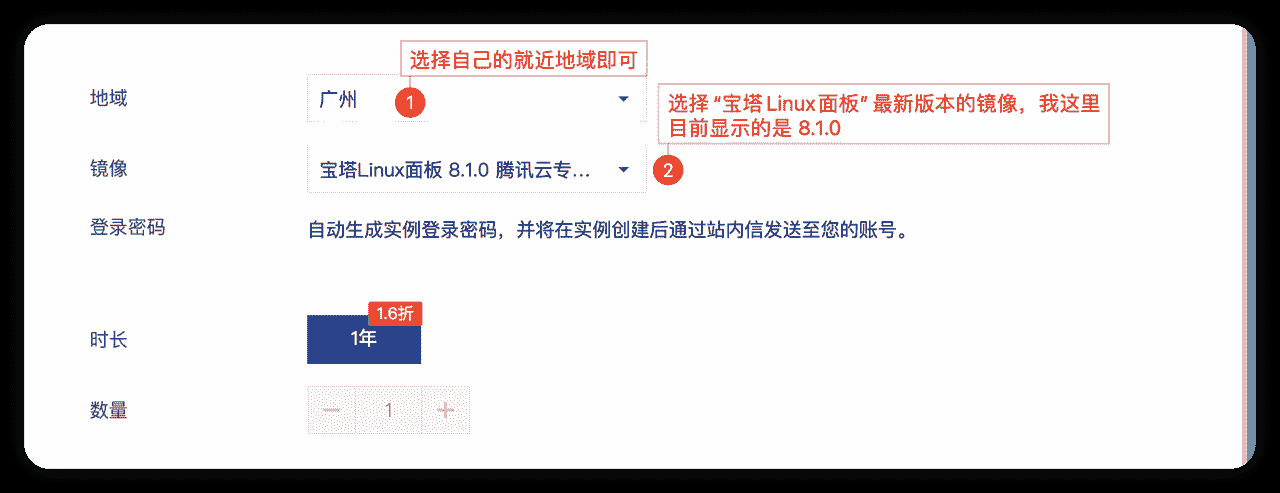 选择自己的就近地域即可
地域
广州
1
选择 “宝塔 Linux 面板” 最新版本的镜像，我这里
目前显示的是 8.1.0
镜像
宝塔Linux面板 8.1.0 腾讯云专...
2
登录密码
自动生成实例登录密码，并将在实例创建后通过站内信发送至您的账号。
1.6折
时长
1年
数量
1